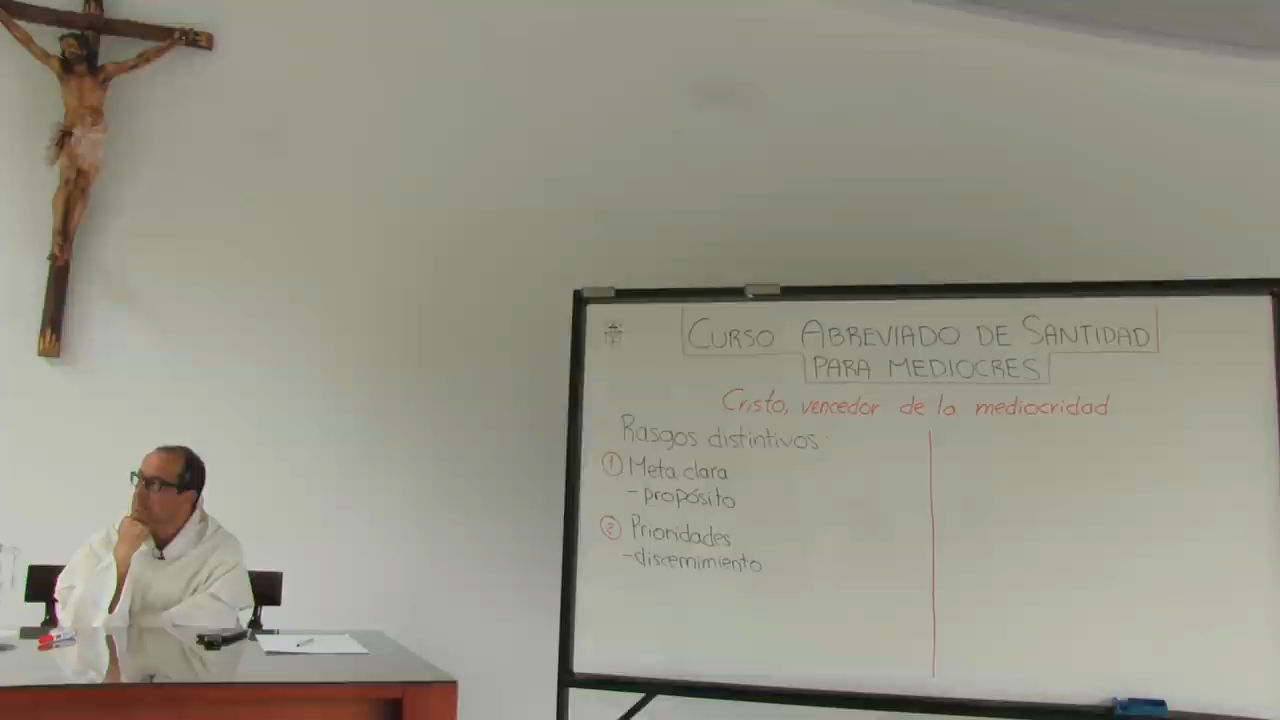 CURSO ABREVIADO DE SANTIDAD
PARA MEDIOCRES
Cristo, vencedor de la mediocridad
Rasgos distintivos:
① Meta clara
- propósito
② Prioridades
- discernimiento